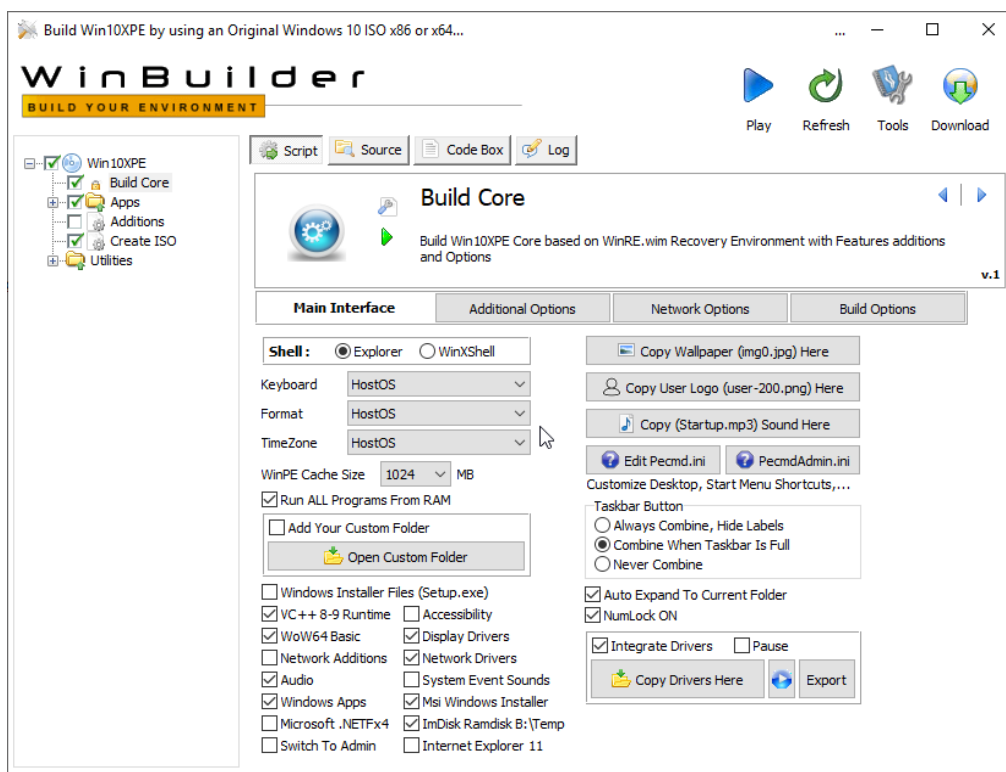 Build Win10XPE by using an Original Windows 10 ISO x86 or x64...
...
WinBuilder
BUILD YOUR ENVIRONMENT
Play
Refresh
Tools
Download
Win10XPE
Build Core
Apps
Additions
Create ISO
Utilities
Script
Source
Code Box
Log
Build Core
Build Win10XPE Core based on WinRE.wim Recovery Environment with Features additions
and Options
v.1
Main Interface
Additional Options
Network Options
Build Options
Shell :
Explorer
WinXShell
Keyboard
HostOS
Format
HostOS
TimeZone
HostOS
WinPE Cache Size
1024
MB
Run ALL Programs From RAM
Add Your Custom Folder
Open Custom Folder
Windows Installer Files (Setup.exe)
VC++ 8-9 Runtime
Accessibility
WoW64 Basic
Display Drivers
Network Additions
Network Drivers
Audio
System Event Sounds
Windows Apps
Msi Windows Installer
Microsoft .NETFx4
ImDisk Ramdisk B:\Temp
Switch To Admin
Internet Explorer 11
Copy Wallpaper (img0.jpg) Here
Copy User Logo (user-200.png) Here
Copy (Startup.mp3) Sound Here
Edit Pecmd.ini
PecmdAdmin.ini
Customize Desktop, Start Menu Shortcuts,...
Taskbar Button
Always Combine, Hide Labels
Combine When Taskbar Is Full
Never Combine
Auto Expand To Current Folder
NumLock ON
Integrate Drivers
Pause
Copy Drivers Here
Export